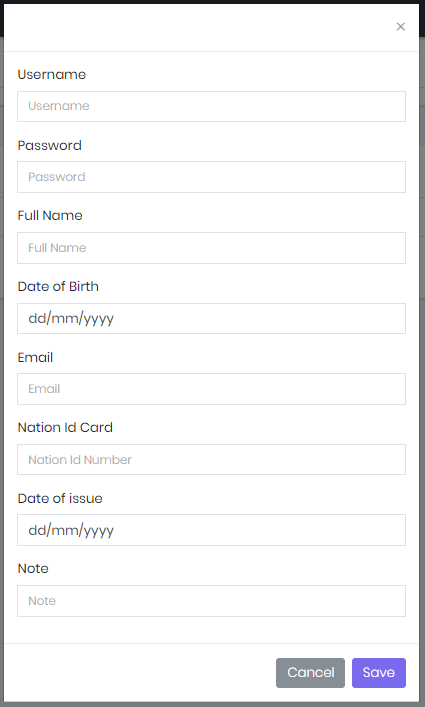 ×
Username
Username
Password
Password
Full Name
Full Name
Date of Birth
dd/mm/yyyy
Email
Email
Nation Id Card
Nation Id Number
Date of issue
dd/mm/yyyy
Note
Note
Cancel Save